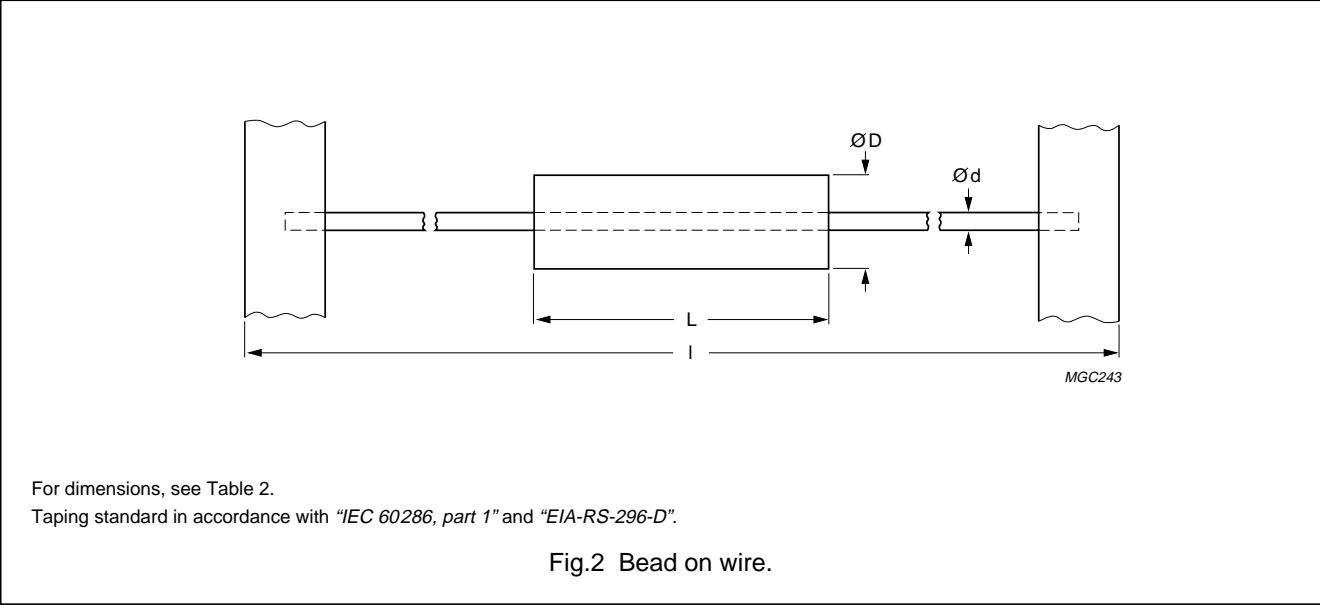 ØD
Ød
L
l
MGC243
For dimensions, see Table 2.
Taping standard in accordance with “IEC 60286, part 1” and “EIA-RS-296-D”.
Fig.2 Bead on wire.